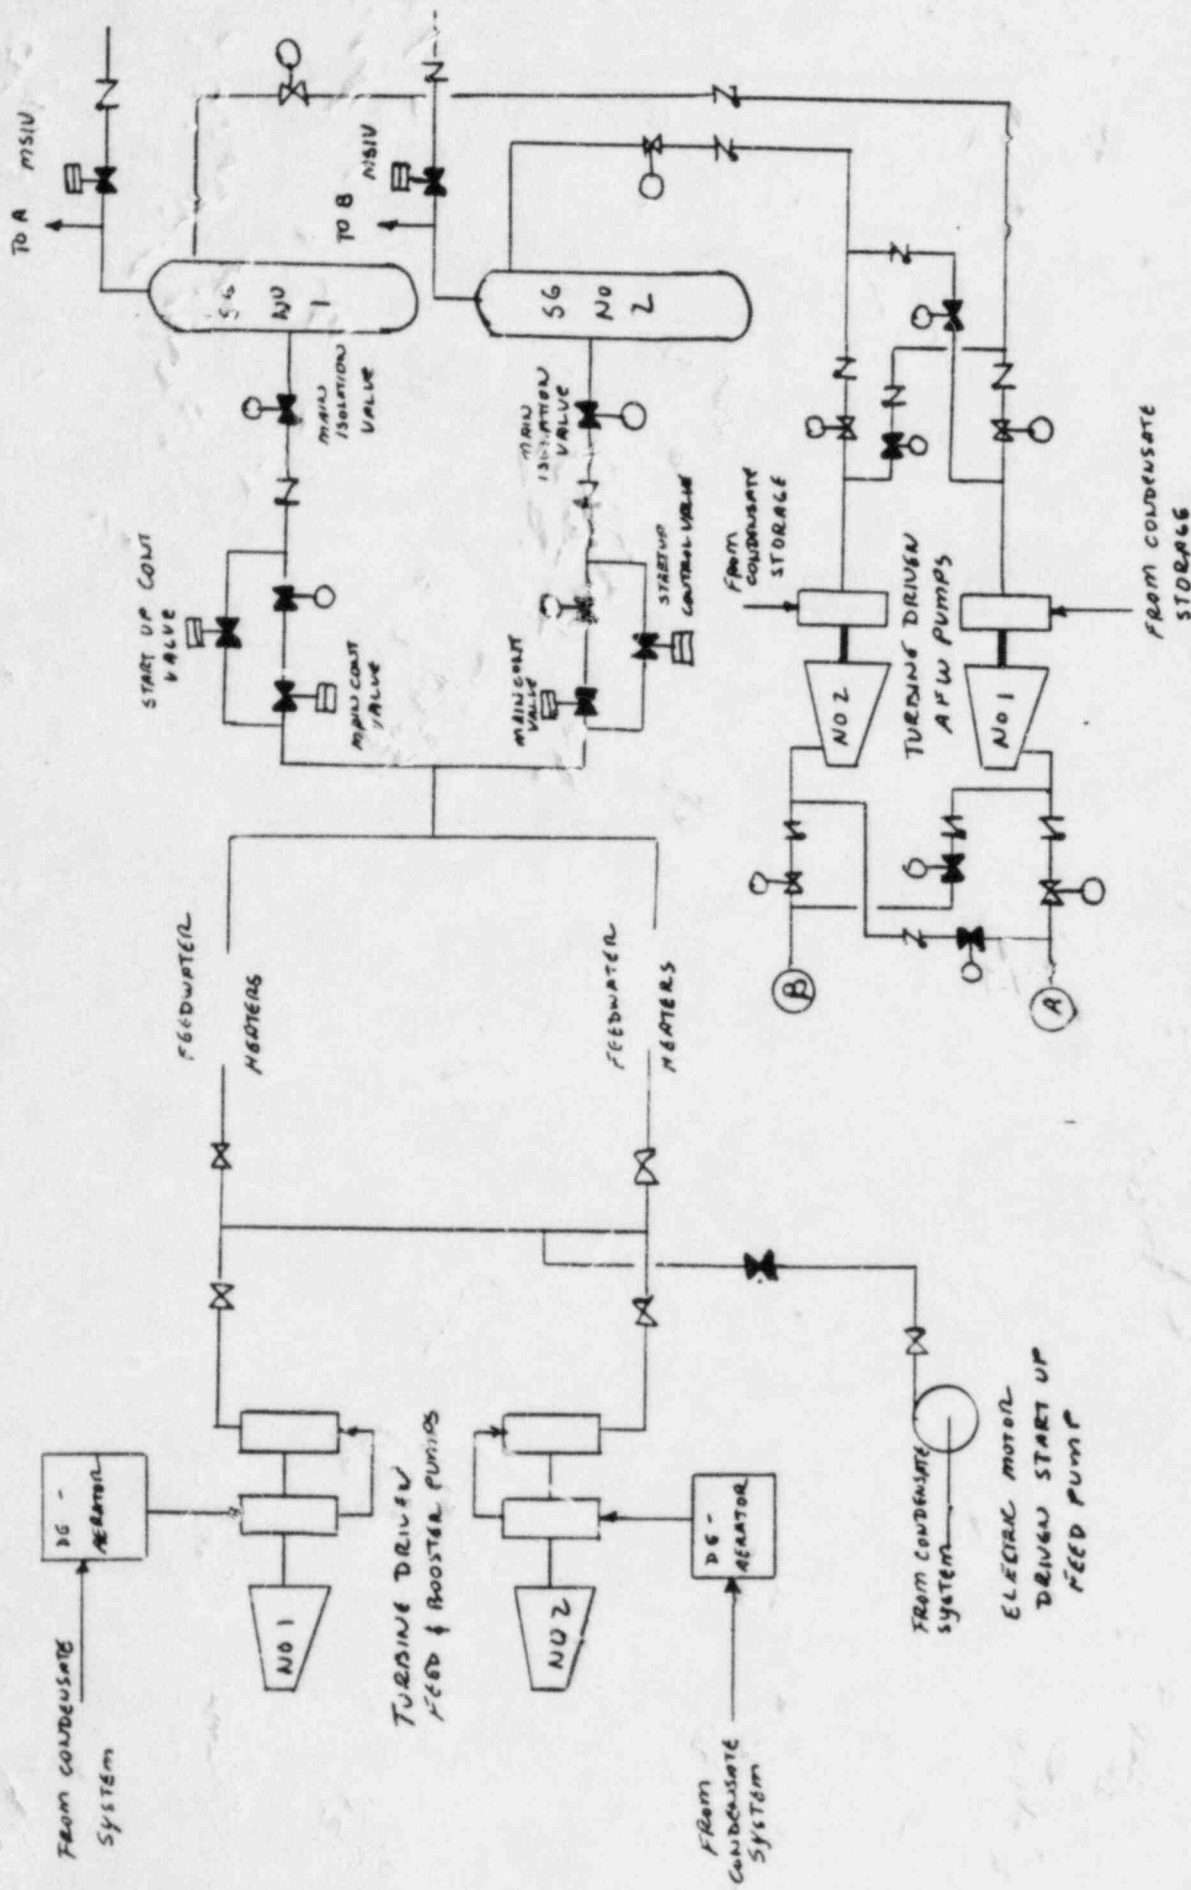 FROM CONDENSATE
SYSTEM
DE -
AERATOR
NO 1
TURBINE DRIVEN
FEED & BOOSTER PUMPS
NO 2
DE -
AERATOR
FROM
CONDENSATE
SYSTEM
FROM CONDENSATE
SYSTEM
ELECTRIC MOTOR
DRIVEN START UP
FEED PUMP
FEEDWATER
HEATERS
FEEDWATER
HEATERS
START UP CONT
VALVE
MAIN CONT
VALVE
MAIN
ISOLATION
VALVE
SG
NO
1
TO A
MSIV
MAIN CONT
VALVE
STARTUP
CONTROL VALVE
MAIN
ISOLATION
VALVE
SG
NO
2
TO B
MSIV
FROM
CONDENSATE
STORAGE
NO 2
TURBINE DRIVEN
AFW PUMPS
NO 1
FROM CONDENSATE
STORAGE
B
A